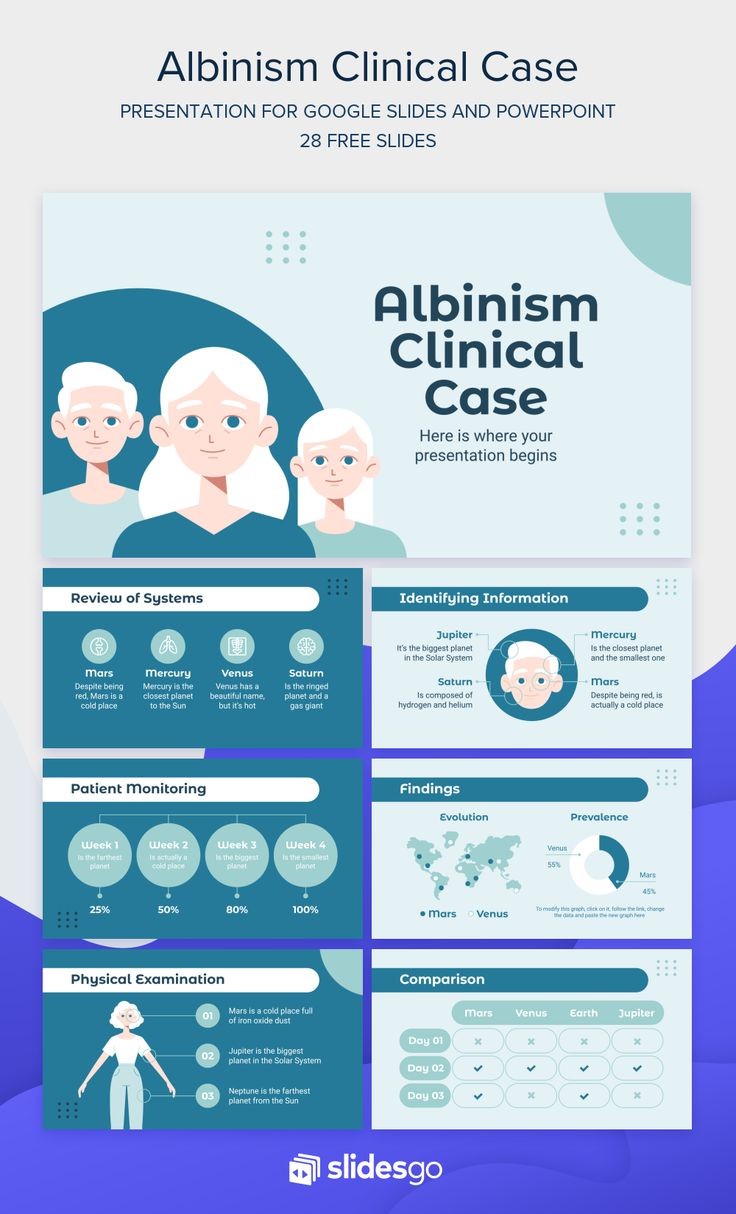 Albinism Clinical Case
PRESENTATION FOR GOOGLE SLIDES AND POWERPOINT
28 FREE SLIDES
Albinism
Clinical
Case
Here is where your
presentation begins
Review of Systems
Mars
Despite being
red, Mars is a
cold place
Mercury
Mercury is the
closest planet
to the Sun
Venus
Venus has a
beautiful name,
but it's hot
Saturn
Is the ringed
planet and a
gas giant
Identifying Information
Jupiter
It's the biggest planet
in the Solar System
Saturn
Is composed of
hydrogen and helium
Mercury
Is the closest planet
and the smallest one
Mars
Despite being red, is
actually a cold place
Patient Monitoring
Week 1
Is the farthest
planet
25%
Week 2
Is actually a
cold place
50%
Week 3
Is the biggest
planet
80%
Week 4
Is the smallest
planet
100%
Findings
Evolution
Mars Venus
Prevalence
Venus
55%
Mars
45%
To modify this graph, click on it, follow the link, change
the data and paste the new graph here
Physical Examination
01
Mars is a cold place full
of iron oxide dust
02
Jupiter is the biggest
planet in the Solar System
03
Neptune is the farthest
planet from the Sun
Comparison
Mars Venus Earth Jupiter
Day 01
Day 02
Day 03
slidesgo